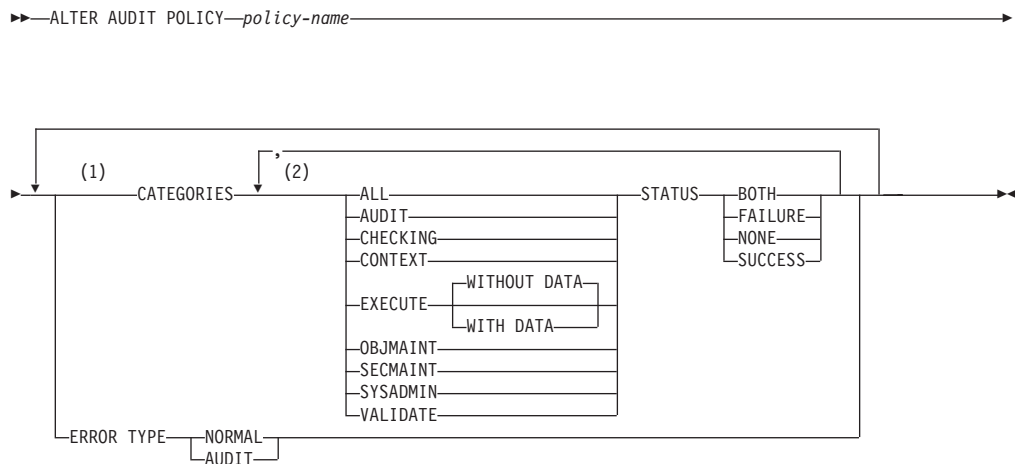 ALTER AUDIT POLICY policy-name
,
(1) (2)
CATEGORIES ALL STATUS BOTH
AUDIT FAILURE
CHECKING NONE
CONTEXT SUCCESS
WITHOUT DATA
EXECUTE
WITH DATA
OBJMAINT
SECMAINT
SYSADMIN
VALIDATE
ERROR TYPE NORMAL
AUDIT